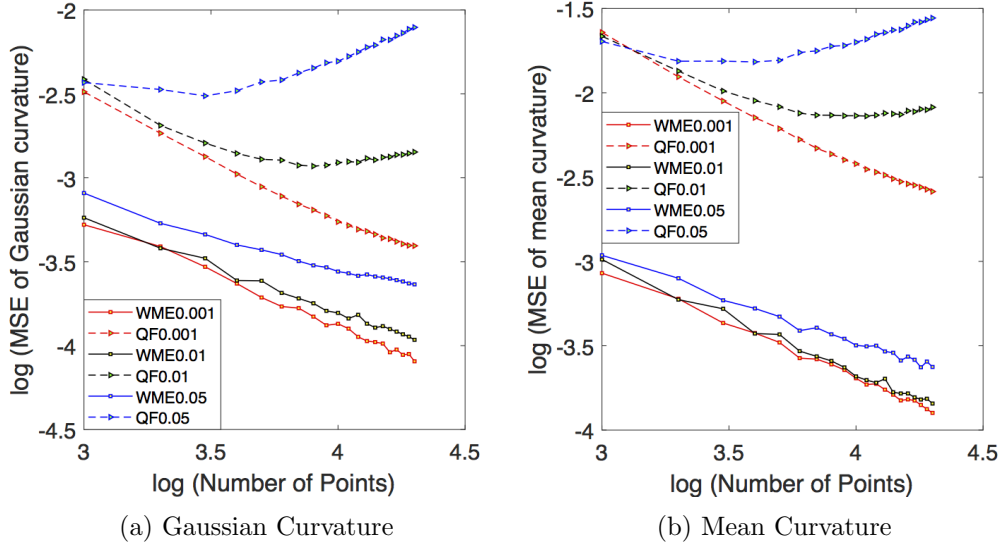 -2
-2.5
-3
-3.5
-4
-4.5
log (MSE of Gaussian curvature)
WME0.001
QF0.001
WME0.01
QF0.01
WME0.05
QF0.05
3
3.5
4
4.5
log (Number of Points)
(a) Gaussian Curvature
-1.5
-2
-2.5
-3
-3.5
-4
log (MSE of mean curvature)
WME0.001
QF0.001
WME0.01
QF0.01
WME0.05
QF0.05
3
3.5
4
4.5
log (Number of Points)
(b) Mean Curvature